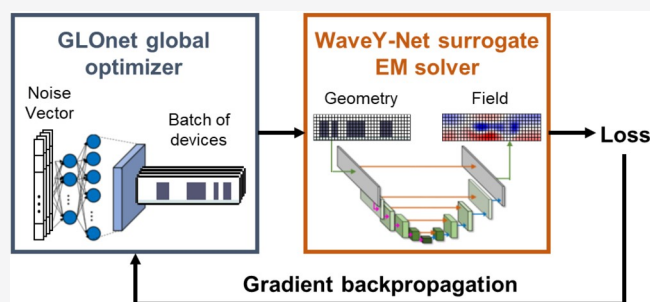 GLOnet global
optimizer
Noise
Vector
Batch of
devices
WaveY-Net surrogate
EM solver
Geometry
Field
Loss
Gradient backpropagation